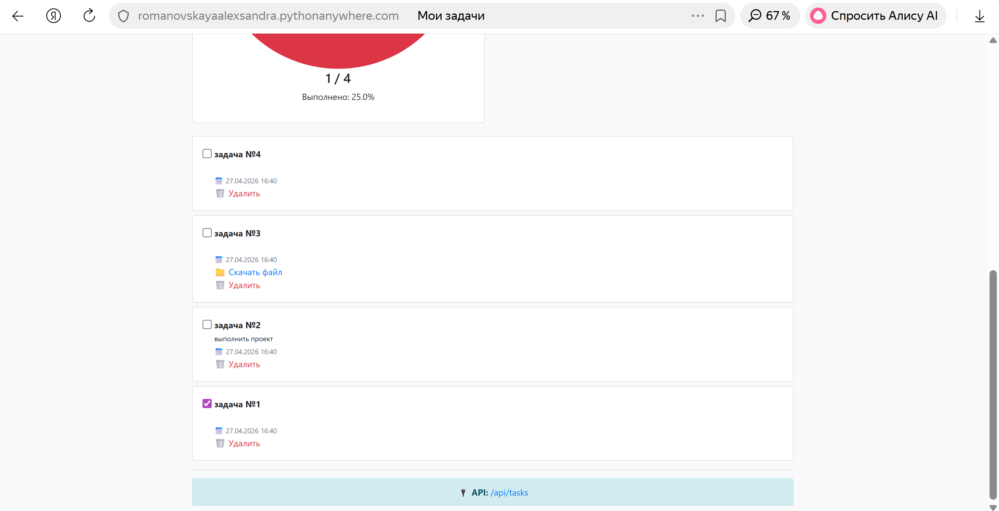 romanovskayaalexsandra.pythonanywhere.com Мои задачи 67 % Спросить Алису AI
1 / 4
Выполнено: 25.0%
задача №4
27.04.2026 16:40
Удалить
задача №3
27.04.2026 16:40
Скачать файл
Удалить
задача №2
выполнить проект
27.04.2026 16:40
Удалить
задача №1
27.04.2026 16:40
Удалить
API: /api/tasks